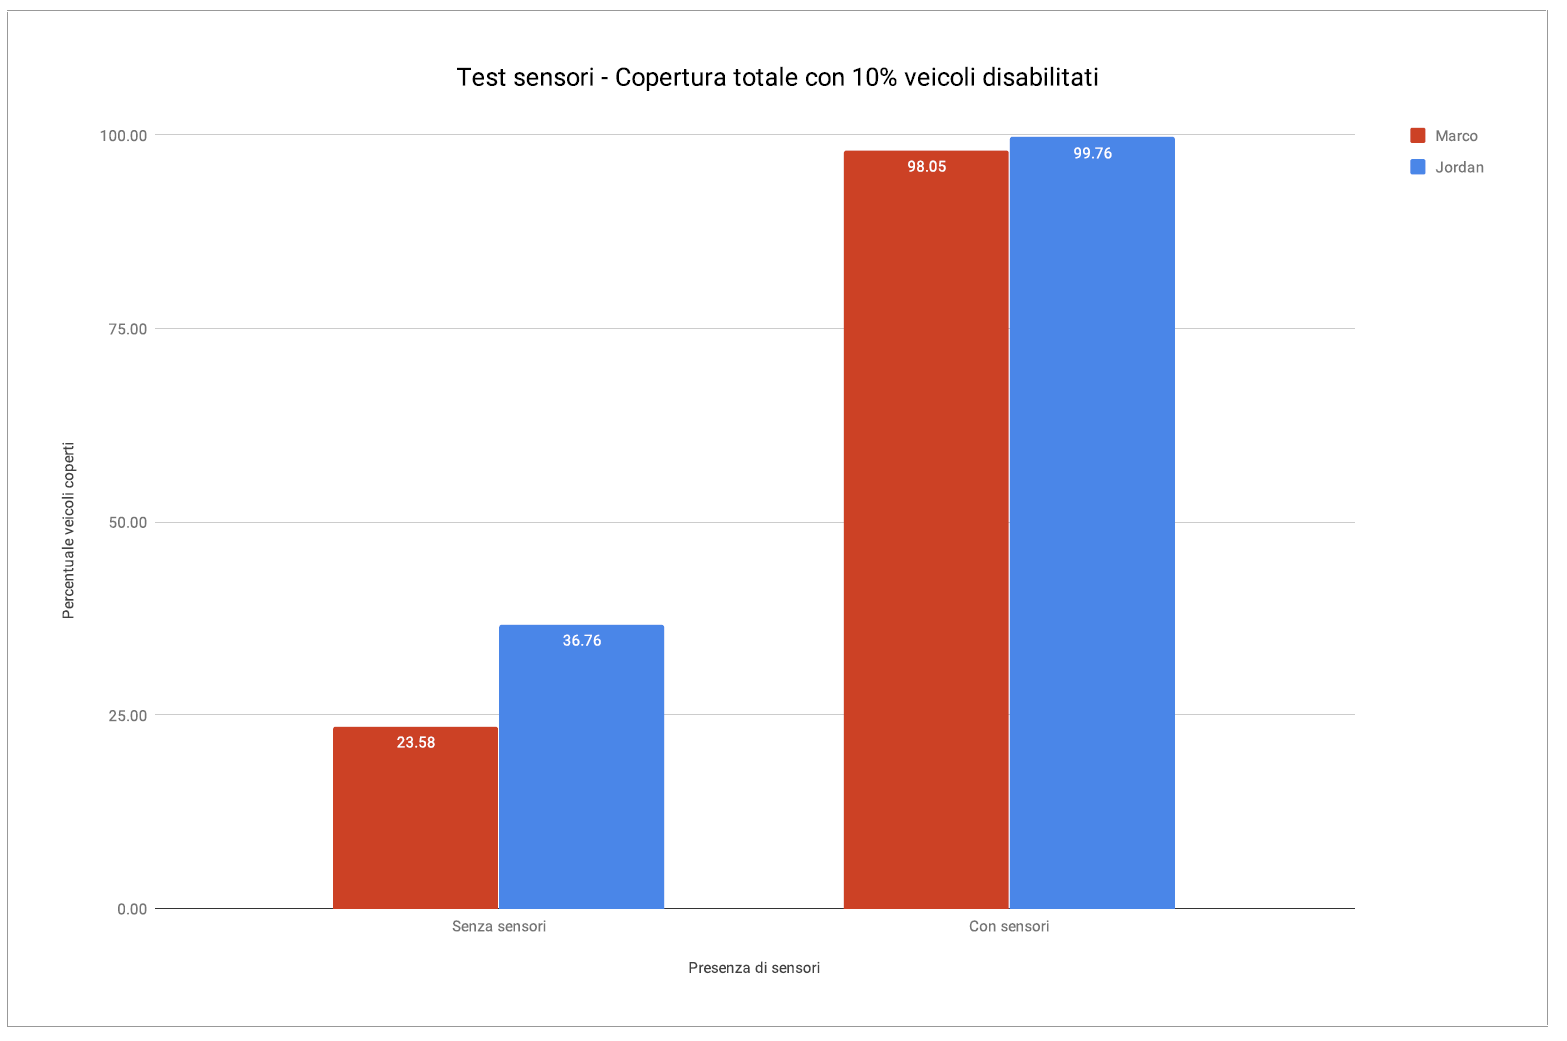 Test sensori - Copertura totale con 10% veicoli disabilitati
Marco
Jordan
Percentuale veicoli coperti
100.00
75.00
50.00
25.00
0.00
23.58
36.76
98.05
99.76
Senza sensori
Con sensori
Presenza di sensori